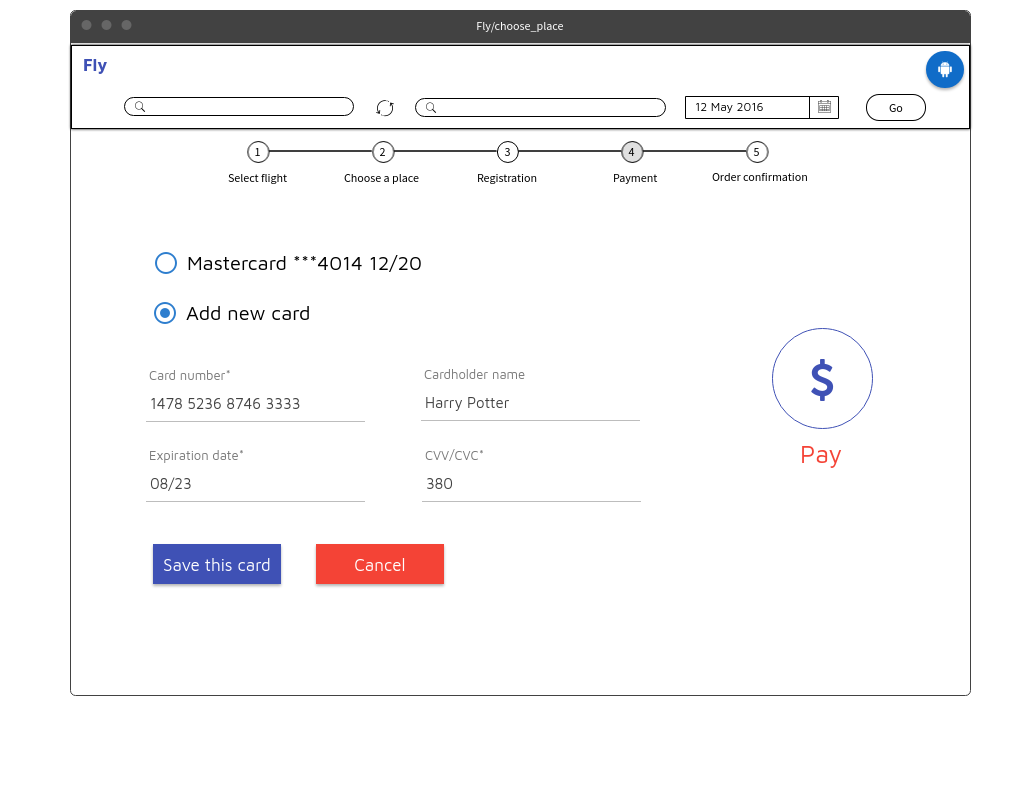 Fly/choose_place
Fly
12 May 2016
Go
1 2 3 4 5
Select flight Choose a place Registration Payment Order confirmation
Mastercard ***4014 12/20
Add new card
Card number* Cardholder name
1478 5236 8746 3333 Harry Potter
$
Expiration date* CVV/CVC*
Pay
08/23 380
Save this card Cancel